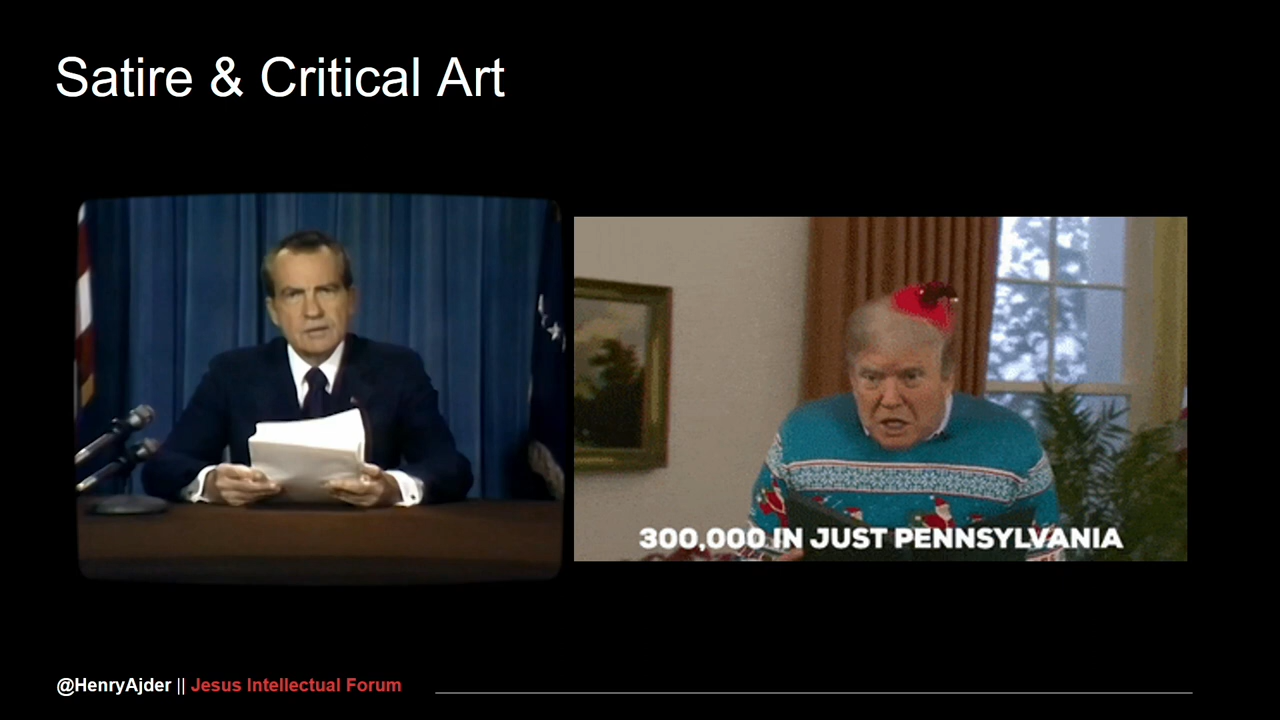 Satire & Critical Art
300,000 IN JUST PENNSYLVANIA
@HenryAjder || Jesus Intellectual Forum